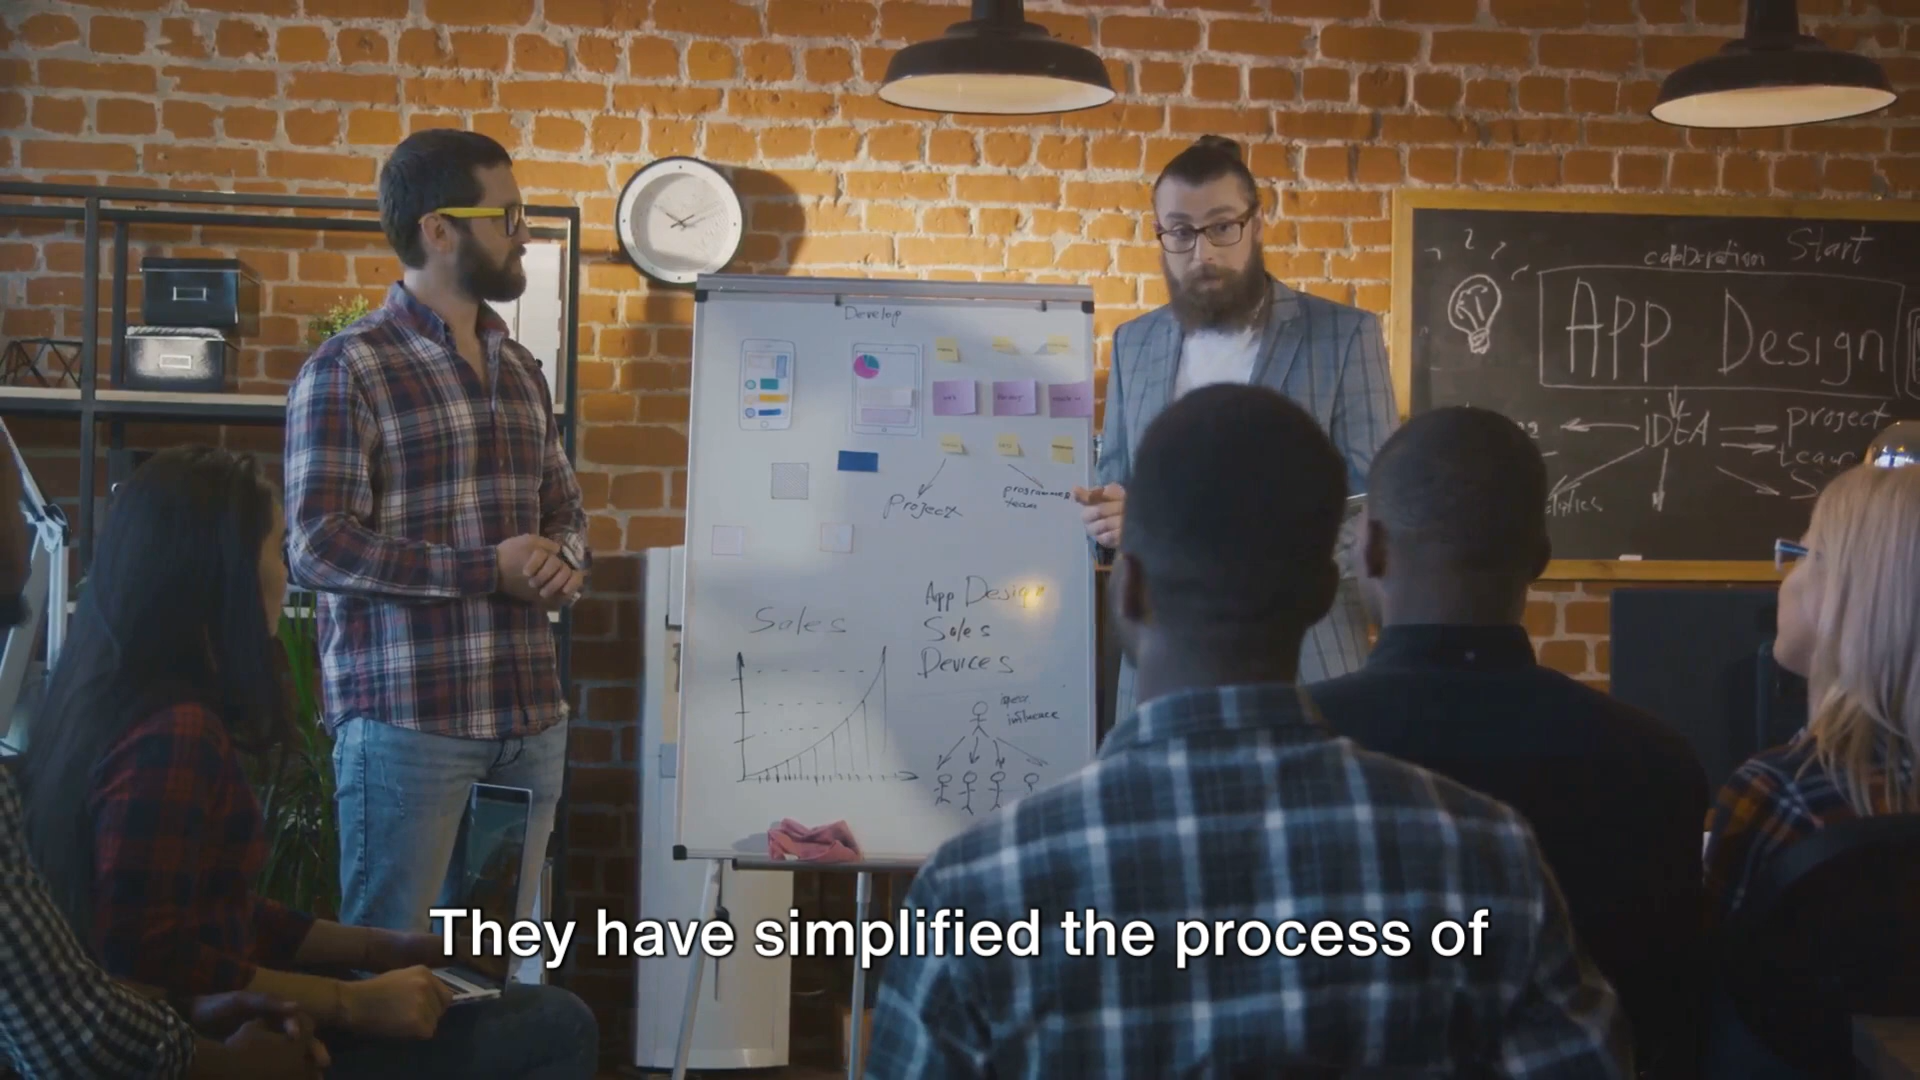 Develop
Project
programmer
team
Sales
App Design
Sales
Devices
influence
Start
App Design
iDEA
project
team
They have simplified the process of